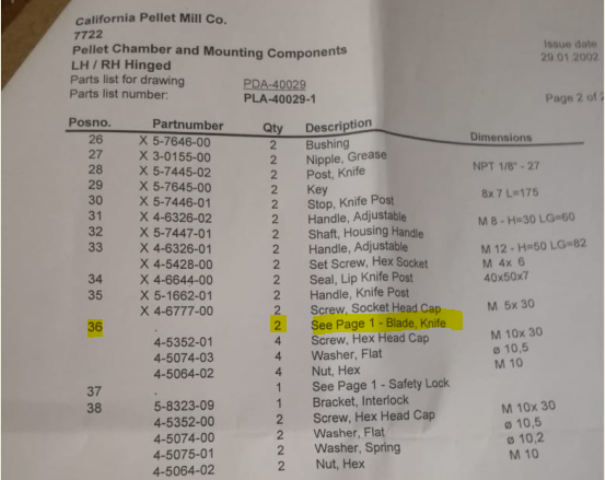 California Pellet Mill Co.
7722
Pellet Chamber and Mounting Components
Issue date
LH / RH Hinged
29.01.2002
Parts list for drawing PDA-40029
Parts list number: PLA-40029-1
Page 2 of 2
Posno. Partnumber Qty Description Dimensions
26 X 5-7646-00 2 Bushing
27 X 3-0155-00 2 Nipple, Grease NPT 1/8" - 27
28 X 5-7445-02 2 Post, Knife
29 X 5-7645-00 2 Key 8x 7 L=175
30 X 5-7446-01 2 Stop, Knife Post
31 X 4-6326-02 2 Handle, Adjustable M 8 - H=30 LG=60
32 X 5-7447-01 2 Shaft, Housing Handle
33 X 4-6326-01 2 Handle, Adjustable M 12 - H=50 LG=82
X 4-5428-00 2 Set Screw, Hex Socket M 4x 6
34 X 4-6644-00 2 Seal, Lip Knife Post 40x50x7
35 X 5-1662-01 2 Handle, Knife Post
X 4-6777-00 2 Screw, Socket Head Cap M 5x 30
36 . 2 See Page 1 - Blade, Knife
4-5352-01 4 Screw, Hex Head Cap M 10x 30
4-5074-03 4 Washer, Flat ø 10,5
4-5064-02 4 Nut, Hex M 10
37 . 1 See Page 1 - Safety Lock
38 5-8323-09 1 Bracket, Interlock
4-5352-00 2 Screw, Hex Head Cap M 10x 30
4-5074-00 2 Washer, Flat ø 10,5
4-5075-01 2 Washer, Spring ø 10,2
4-5064-02 2 Nut, Hex M 10